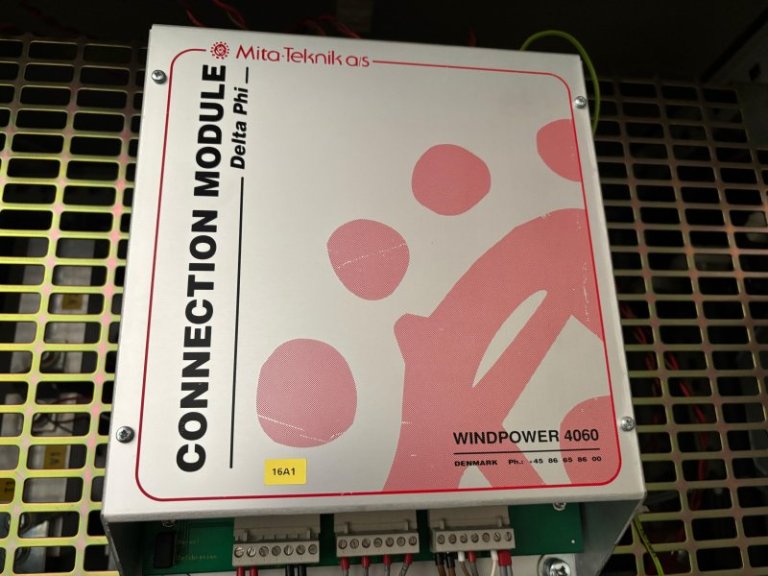 Mita-Teknik a/s
CONNECTION MODULE
Delta Phi
WINDPOWER 4060
DENMARK Ph.: +45 86 65 86 00
16A1